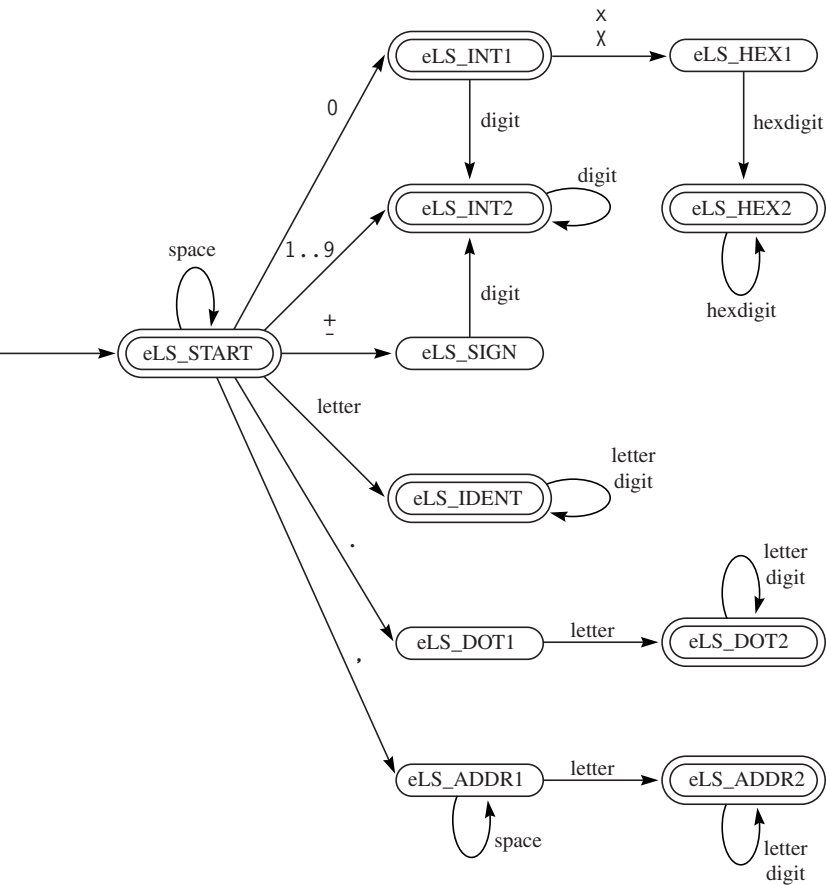 x
X
eLS_INT1
eLS_HEX1
0
digit
hexdigit
digit
eLS_INT2
eLS_HEX2
1..9
space
digit
hexdigit
+
-
eLS_START
eLS_SIGN
letter
letter
digit
eLS_IDENT
.
letter
digit
eLS_DOT1
letter
eLS_DOT2
,
eLS_ADDR1
letter
eLS_ADDR2
space
letter
digit